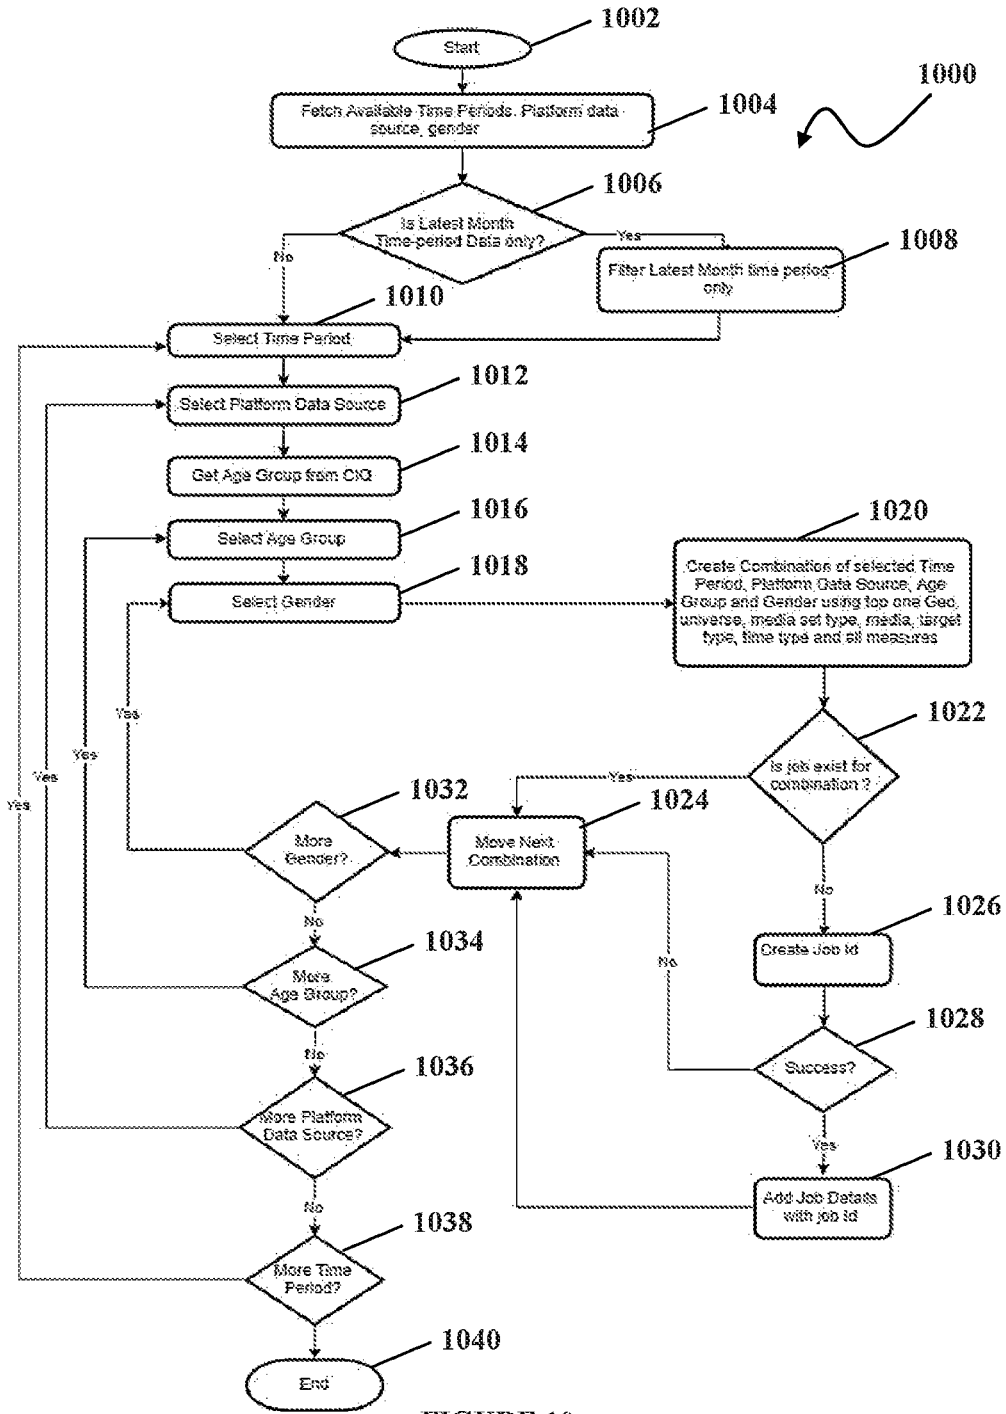 1002
Start
1000
Fetch Available Time Periods, Platform data
source, gender
1004
1006
Is Latest Month
Time-period Data only?
Yes
No
1008
Filter Latest Month time period
only
1010
Select Time Period
1012
Select Platform Data Source
1014
Get Age Group from CIQ
1016
Select Age Group
1018
Select Gender
1020
Create Combination of selected Time
Period, Platform Data Source, Age
Group and Gender using top one Geo,
universe, media set type, media, target
type, time type and all measures
1022
Is job exist for
combination ?
Yes
No
1024
Move Next
Combination
1026
Create Job Id
1028
Success?
No
Yes
1030
Add Job Details
with job Id
1032
More
Gender?
Yes
No
1034
More
Age Group?
Yes
No
1036
More Platform
Data Source?
Yes
No
1038
More Time
Period?
Yes
1040
End